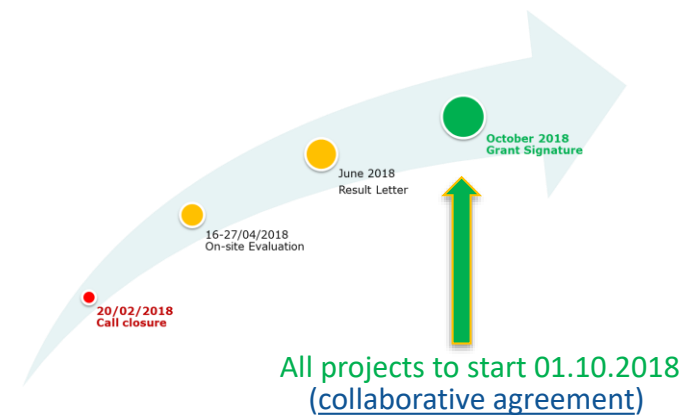 October 2018
Grant Signature
June 2018
Result Letter
16-27/04/2018
On-site Evaluation
20/02/2018
Call closure
All projects to start 01.10.2018
(collaborative agreement)